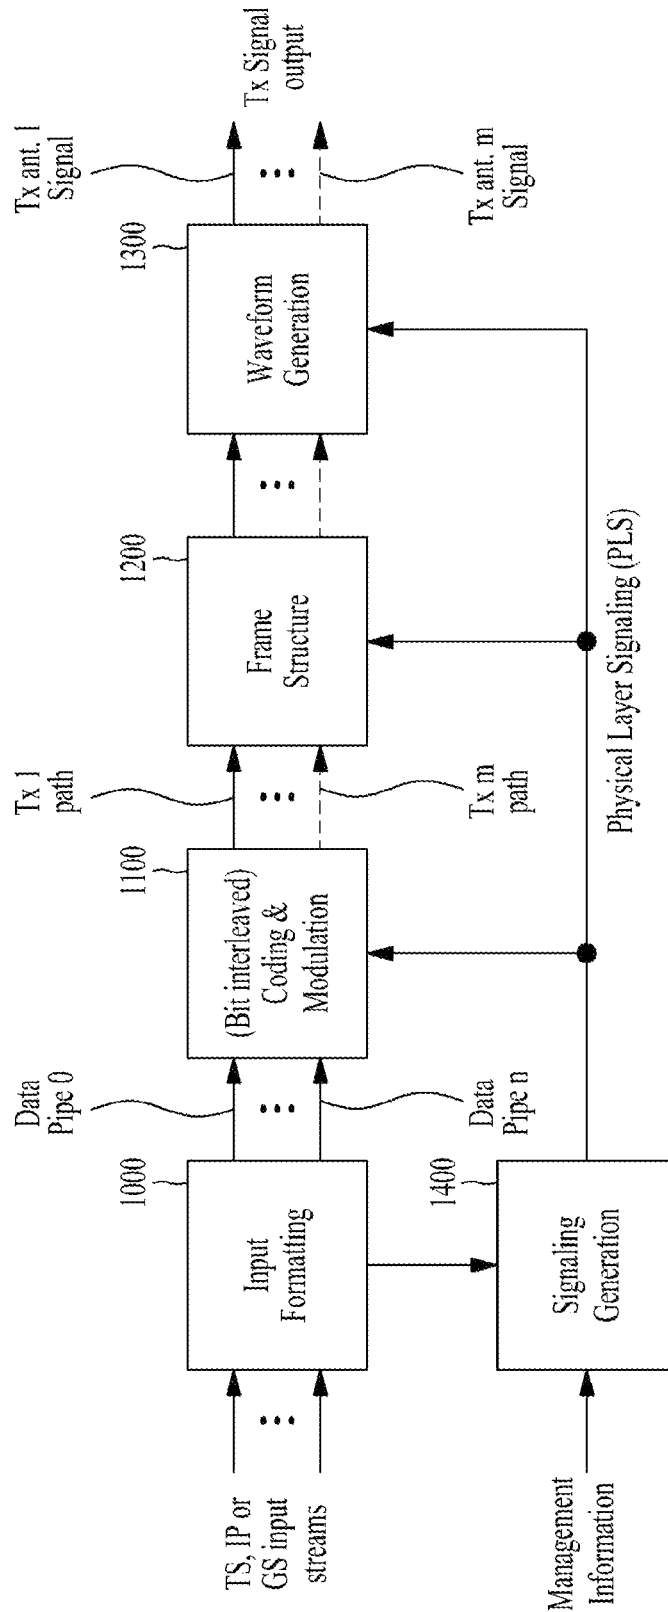 TS, IP or
GS input
streams
1000
Input
Formatting
Data
Pipe 0
Data
Pipe n
1100
(Bit interleaved)
Coding &
Modulation
Tx 1
path
Tx m
path
1200
Frame
Structure
1300
Waveform
Generation
Tx ant. 1
Signal
Tx Signal
output
Tx ant. m
Signal
Management
Information
1400
Signaling
Generation
Physical Layer Signaling (PLS)